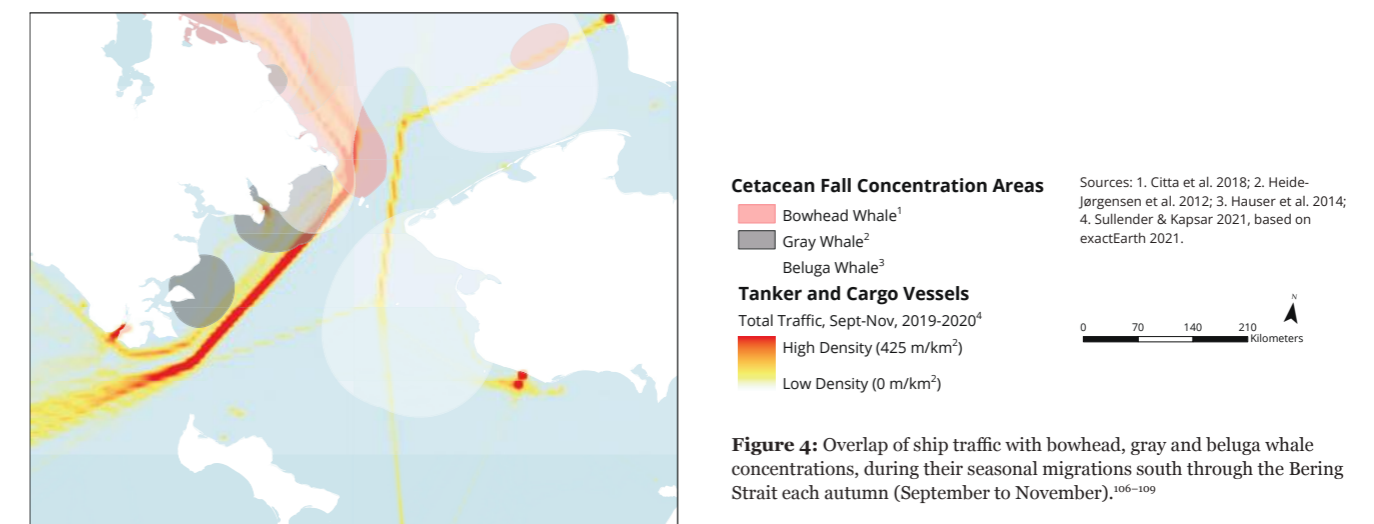 Cetacean Fall Concentration Areas
Bowhead Whale¹
Gray Whale²
Beluga Whale³
Tanker and Cargo Vessels
Total Traffic, Sept-Nov, 2019-2020⁴
High Density (425 m/km²)
Low Density (0 m/km²)
Sources: 1. Citta et al. 2018; 2. Heide-
Jørgensen et al. 2012; 3. Hauser et al. 2014;
4. Sullender & Kapsar 2021, based on
exactEarth 2021.
N
0 70 140 210
Kilometers
Figure 4: Overlap of ship traffic with bowhead, gray and beluga whale
concentrations, during their seasonal migrations south through the Bering
Strait each autumn (September to November).¹⁰⁶⁻¹⁰⁹